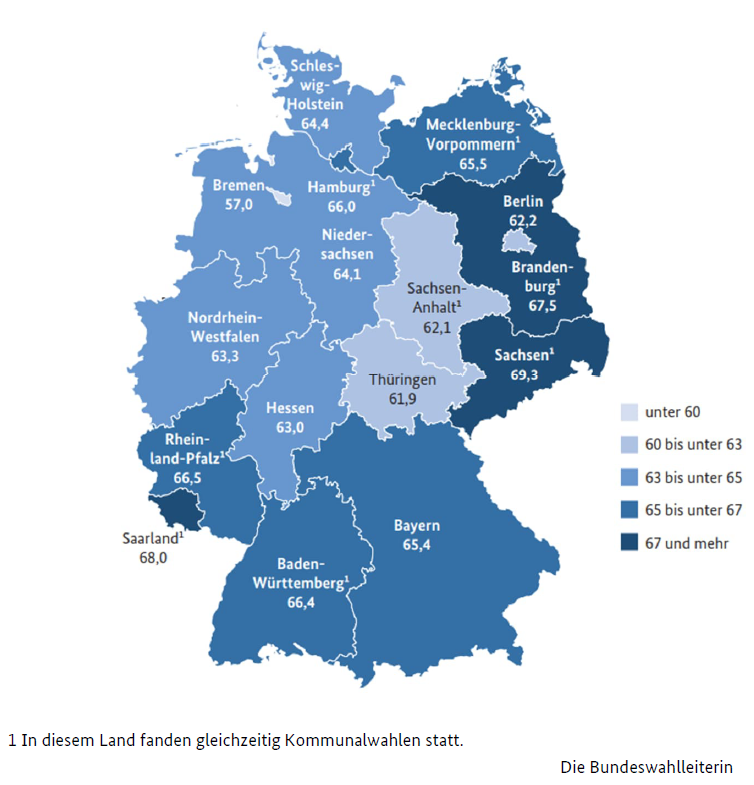 Schles-
wig-
Holstein
64,4
Mecklenburg-
Vorpommern¹
65,5
Bremen
57,0
Hamburg¹
66,0
Berlin
62,2
Nieder-
sachsen
64,1
Branden-
burg¹
67,5
Sachsen-
Anhalt¹
62,1
Nordrhein-
Westfalen
63,3
Sachsen¹
69,3
Thüringen
61,9
Hessen
63,0
Rhein-
land-Pfalz¹
66,5
Saarland¹
68,0
Bayern
65,4
Baden-
Württemberg¹
66,4
unter 60
60 bis unter 63
63 bis unter 65
65 bis unter 67
67 und mehr
1 In diesem Land fanden gleichzeitig Kommunalwahlen statt.
Die Bundeswahlleiterin